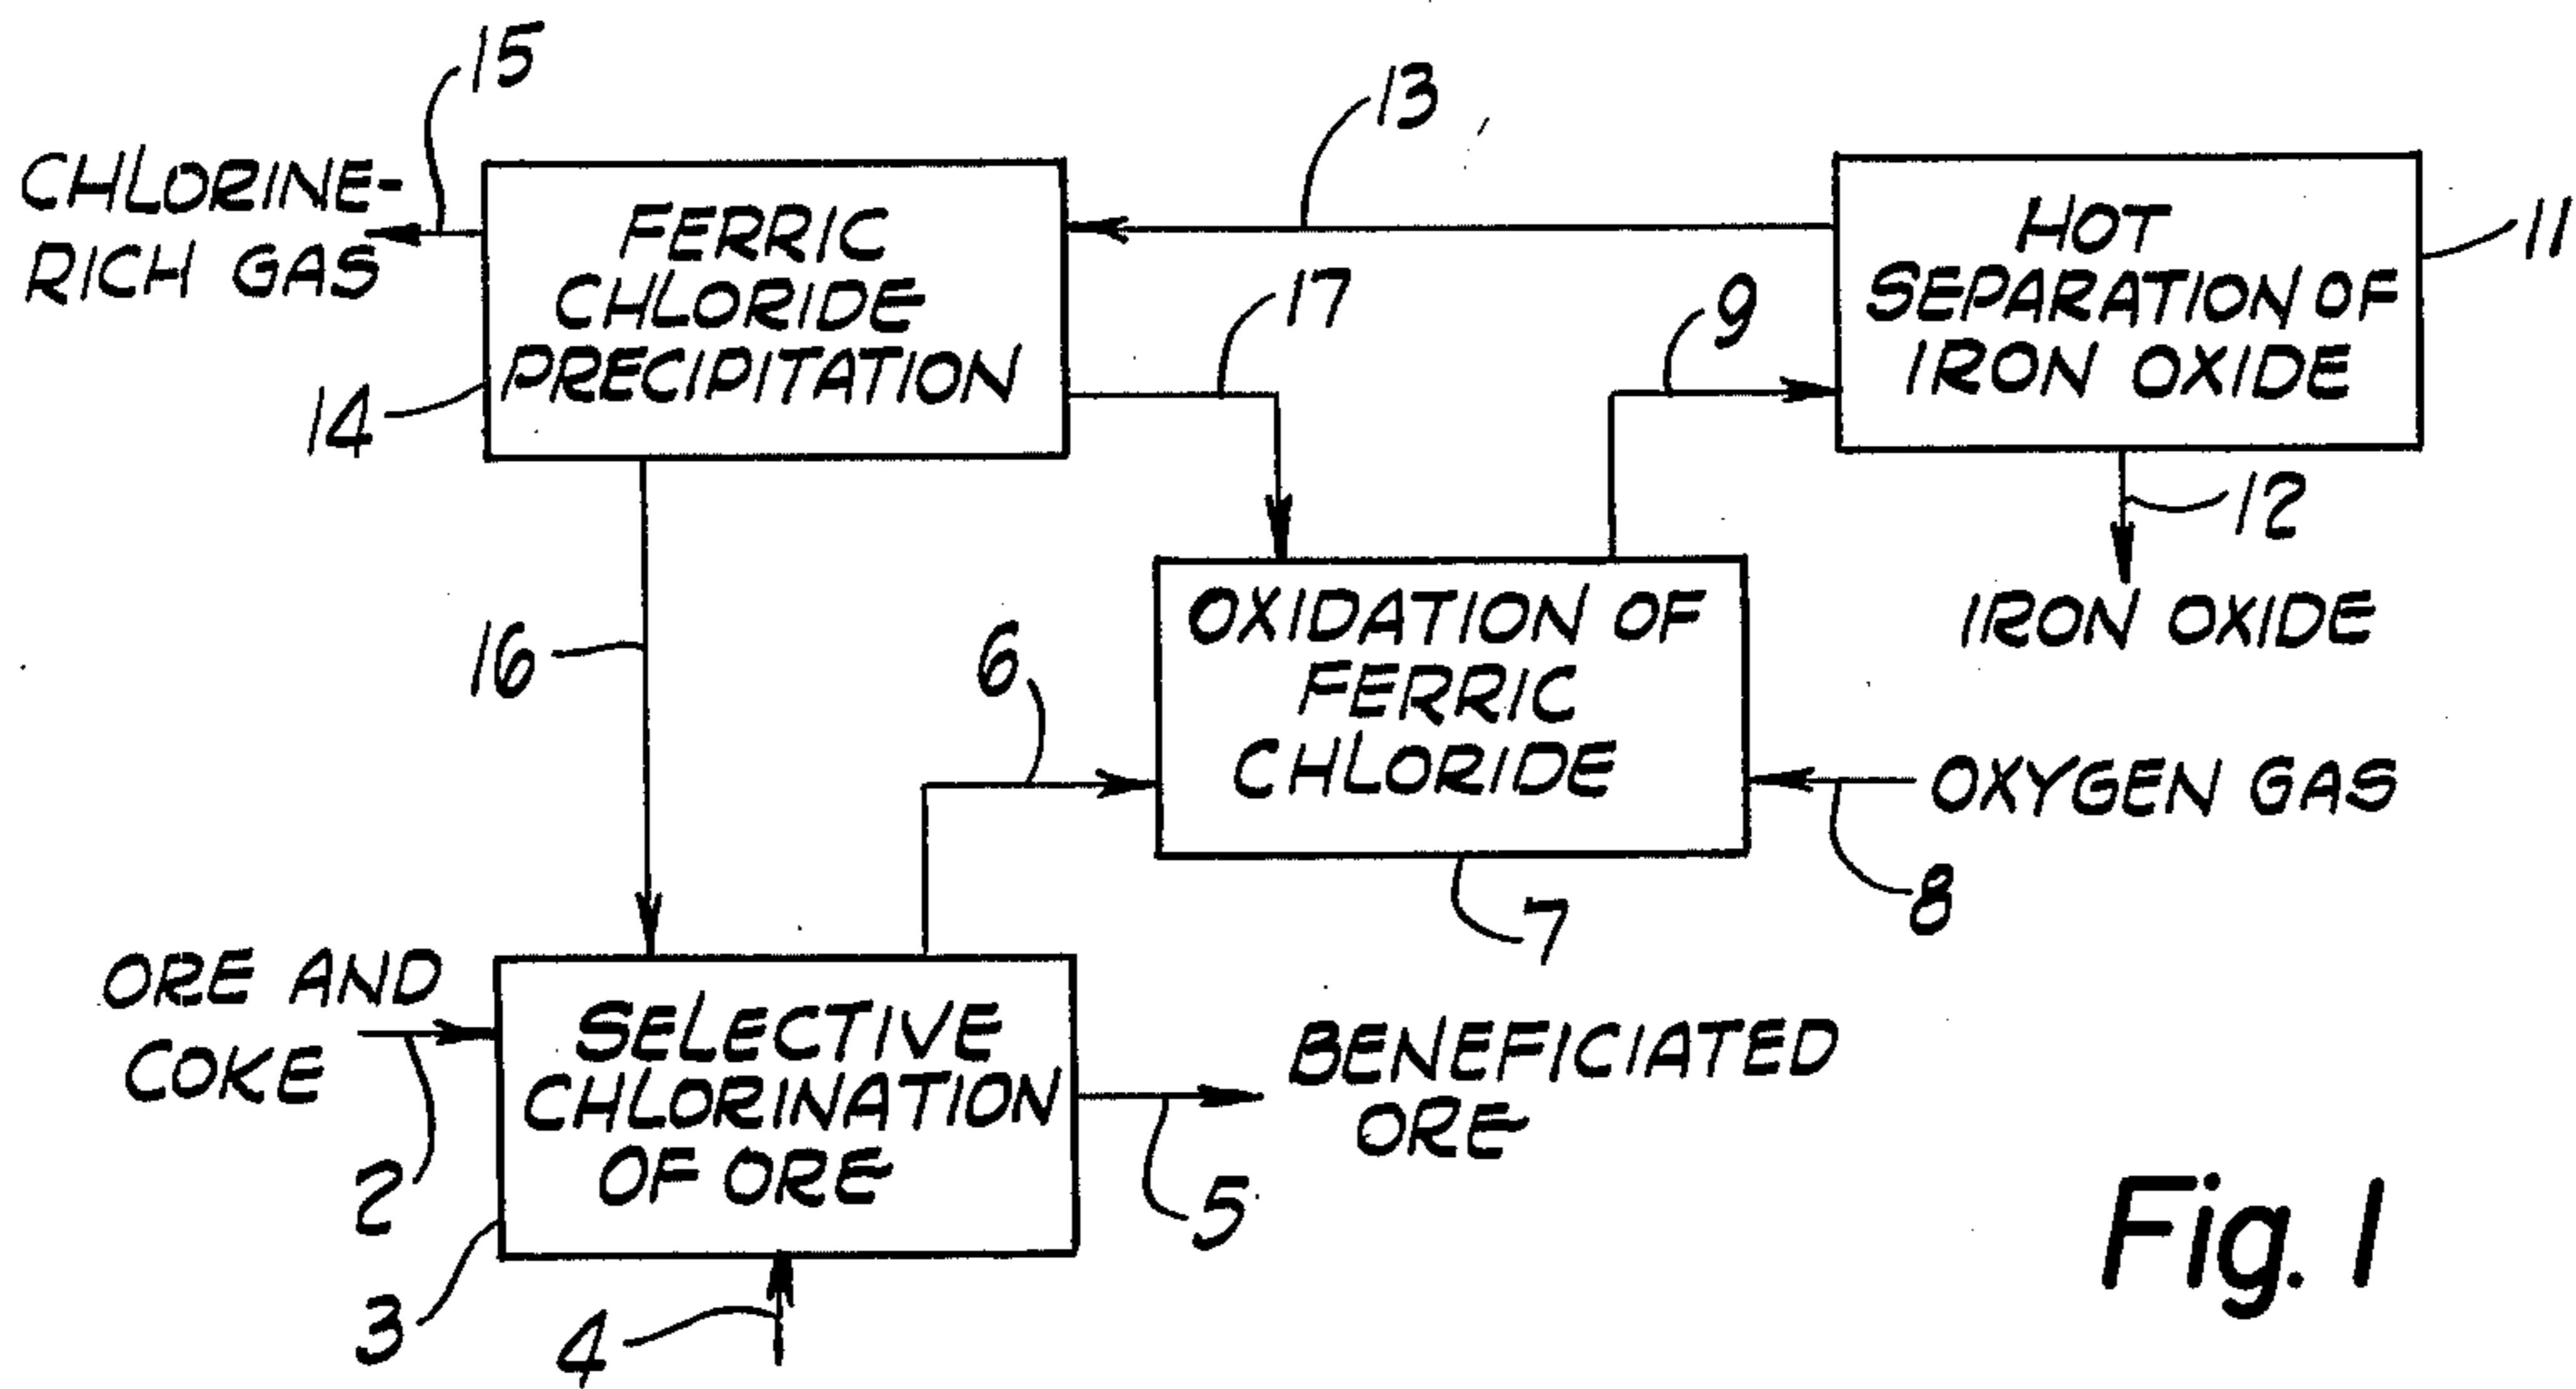 15
13
CHLORINE-
RICH GAS
FERRIC
CHLORIDE
PRECIPITATION
14
17
9
HOT
SEPARATION OF
IRON OXIDE
11
12
IRON OXIDE
16
6
OXIDATION OF
FERRIC
CHLORIDE
OXYGEN GAS
8
7
ORE AND
COKE
2
SELECTIVE
CHLORINATION
OF ORE
BENEFICIATED
ORE
5
3
4
Fig. 1